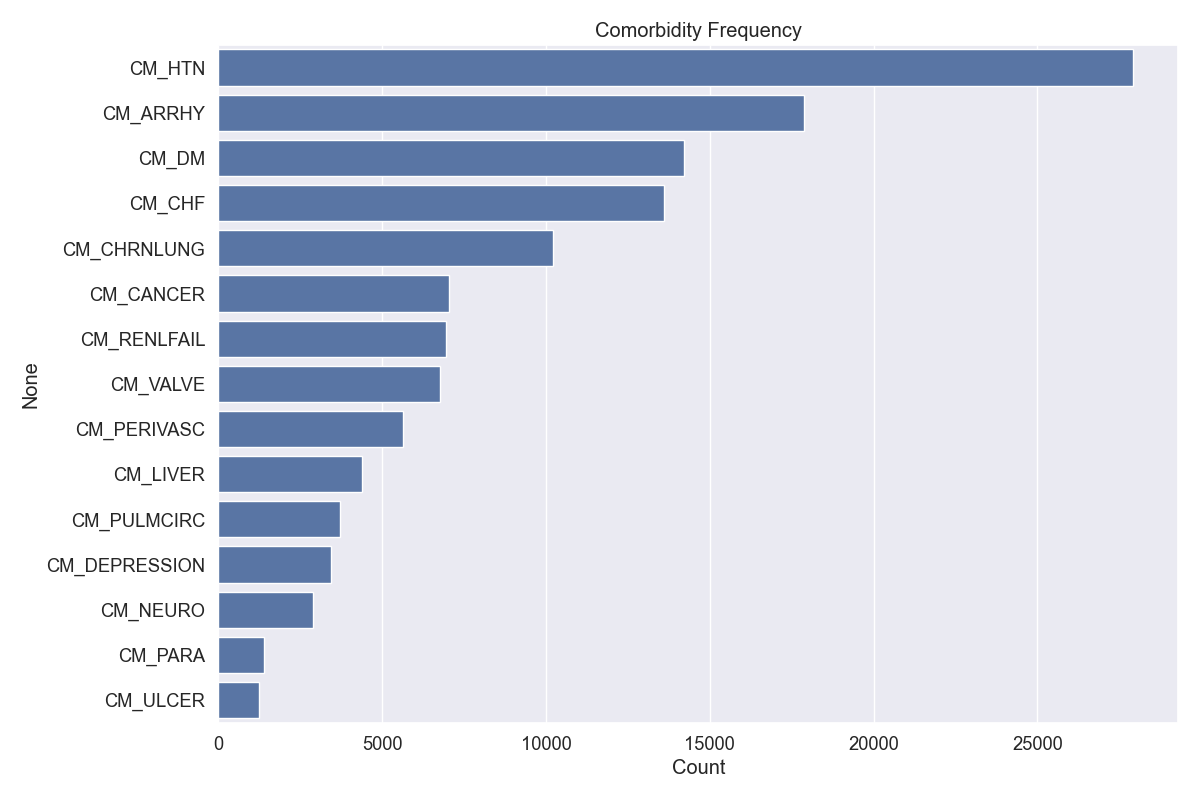 Comorbidity Frequency
CM_HTN
CM_ARRHY
CM_DM
CM_CHF
CM_CHRNLUNG
CM_CANCER
CM_RENLFAIL
CM_VALVE
CM_PERIVASC
CM_LIVER
CM_PULMCIRC
CM_DEPRESSION
CM_NEURO
CM_PARA
CM_ULCER
None
0 5000 10000 15000 20000 25000
Count